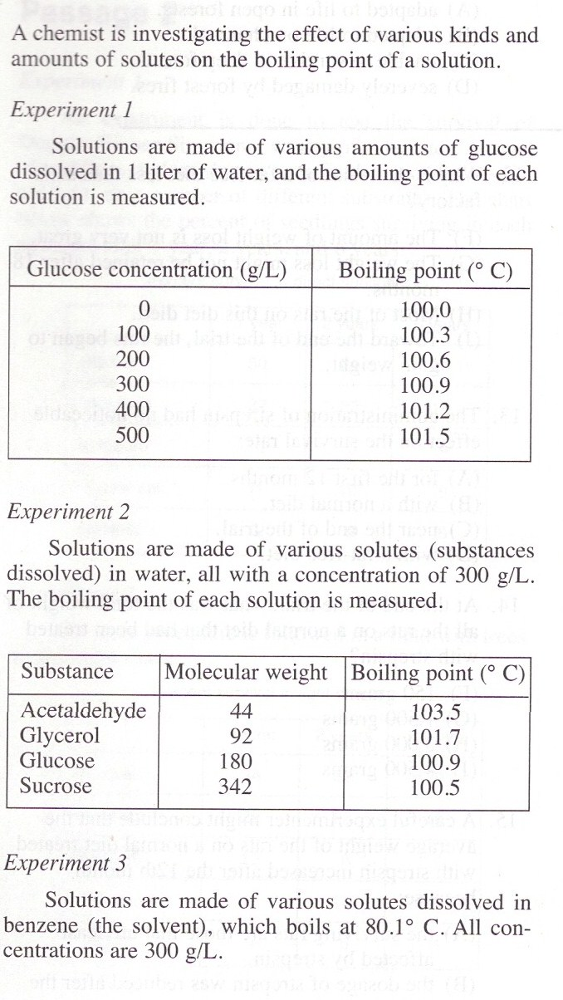 A chemist is investigating the effect of various kinds and
amounts of solutes on the boiling point of a solution.
Experiment 1
Solutions are made of various amounts of glucose
dissolved in 1 liter of water, and the boiling point of each
solution is measured.
Glucose concentration (g/L) Boiling point (° C)
0 100.0
100 100.3
200 100.6
300 100.9
400 101.2
500 101.5
Experiment 2
Solutions are made of various solutes (substances
dissolved) in water, all with a concentration of 300 g/L.
The boiling point of each solution is measured.
Substance Molecular weight Boiling point (° C)
Acetaldehyde 44 103.5
Glycerol 92 101.7
Glucose 180 100.9
Sucrose 342 100.5
Experiment 3
Solutions are made of various solutes dissolved in
benzene (the solvent), which boils at 80.1° C. All con-
centrations are 300 g/L.